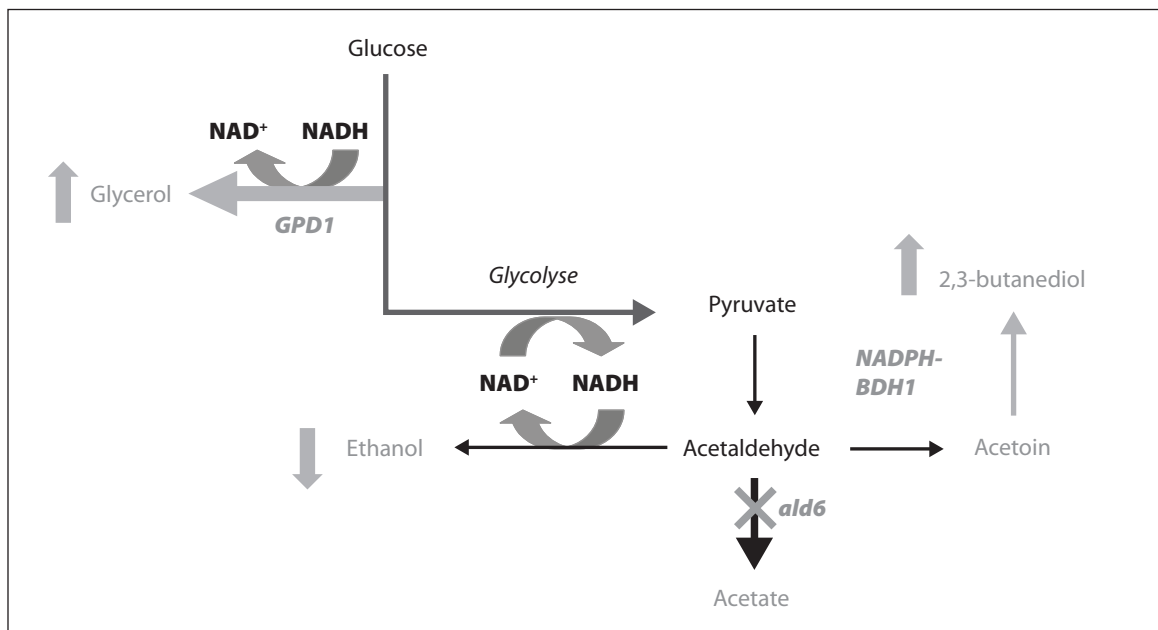 Glucose
NAD+ NADH
Glycerol
GPD1
Glycolyse
2,3-butanediol
Pyruvate
NADPH-
BDH1
NAD+ NADH
Ethanol
Acetaldehyde
Acetoin
ald6
Acetate